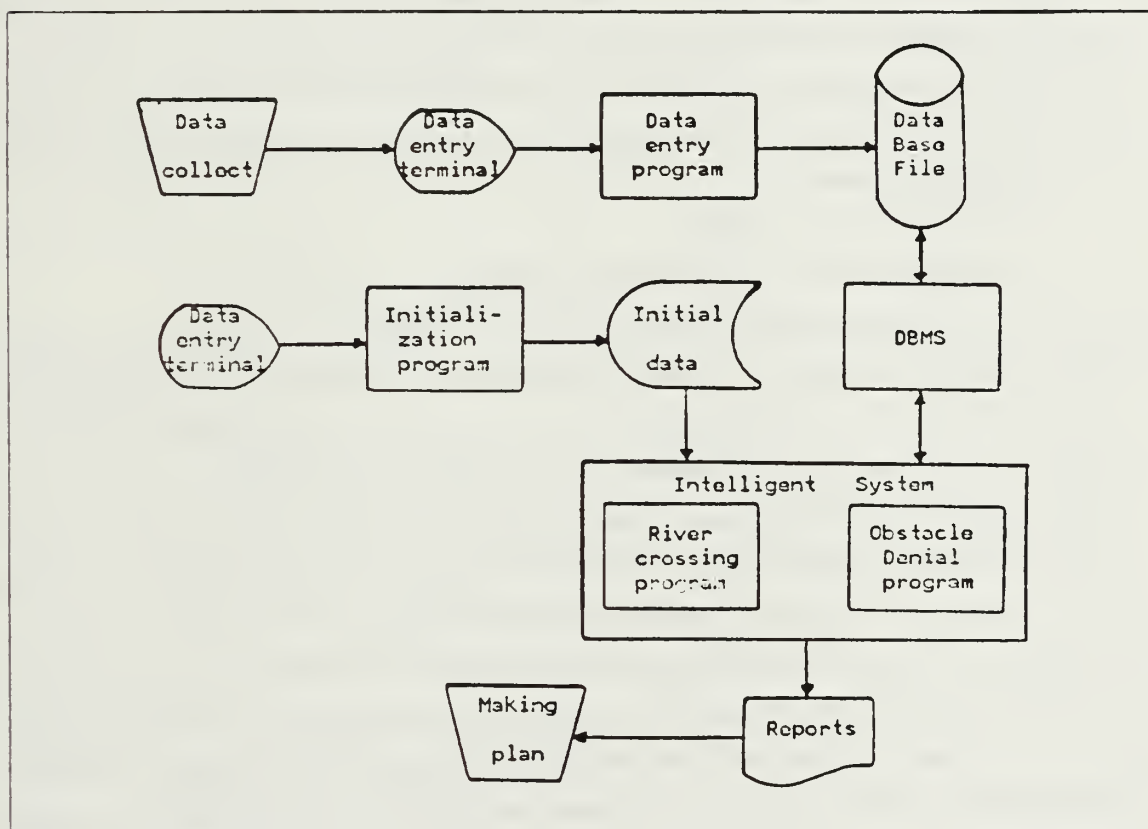 Data
collect
Data
entry
terminal
Data
entry
program
Data
Base
File
Data
entry
terminal
Initiali-
zation
program
Initial
data
DBMS
Intelligent System
River
crossing
program
Obstacle
Denial
program
Making
plan
Reports